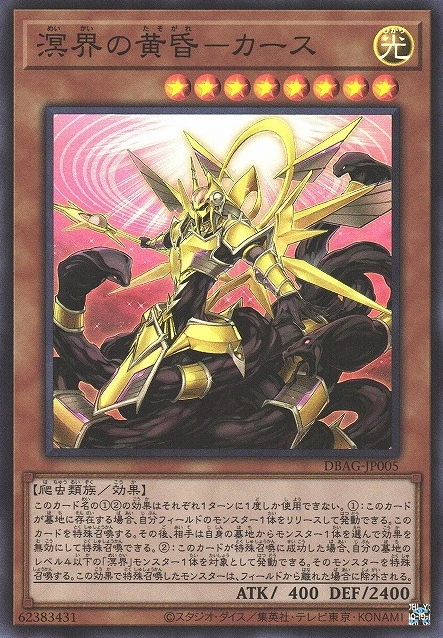 溟界の黄昏－カース
光
DBAG-JP005
【爬虫類族／効果】
このカード名の①②の効果はそれぞれ1ターンに1度しか使用できない。①：このカード
が墓地に存在する場合、自分フィールドのモンスター1体をリリースして発動できる。この
カードを特殊召喚する。その後、相手は自身の墓地からモンスター1体を選んで効果を
無効にして特殊召喚できる。②：このカードが特殊召喚に成功した場合、自分の墓地の
レベル４以下の「溟界」モンスター1体を対象として発動できる。そのモンスターを特殊
召喚する。この効果で特殊召喚したモンスターは、フィールドから離れた場合に除外される。
ATK/ 400 DEF/2400
62383431
©スタジオ・ダイス／集英社・テレビ東京・KONAMI